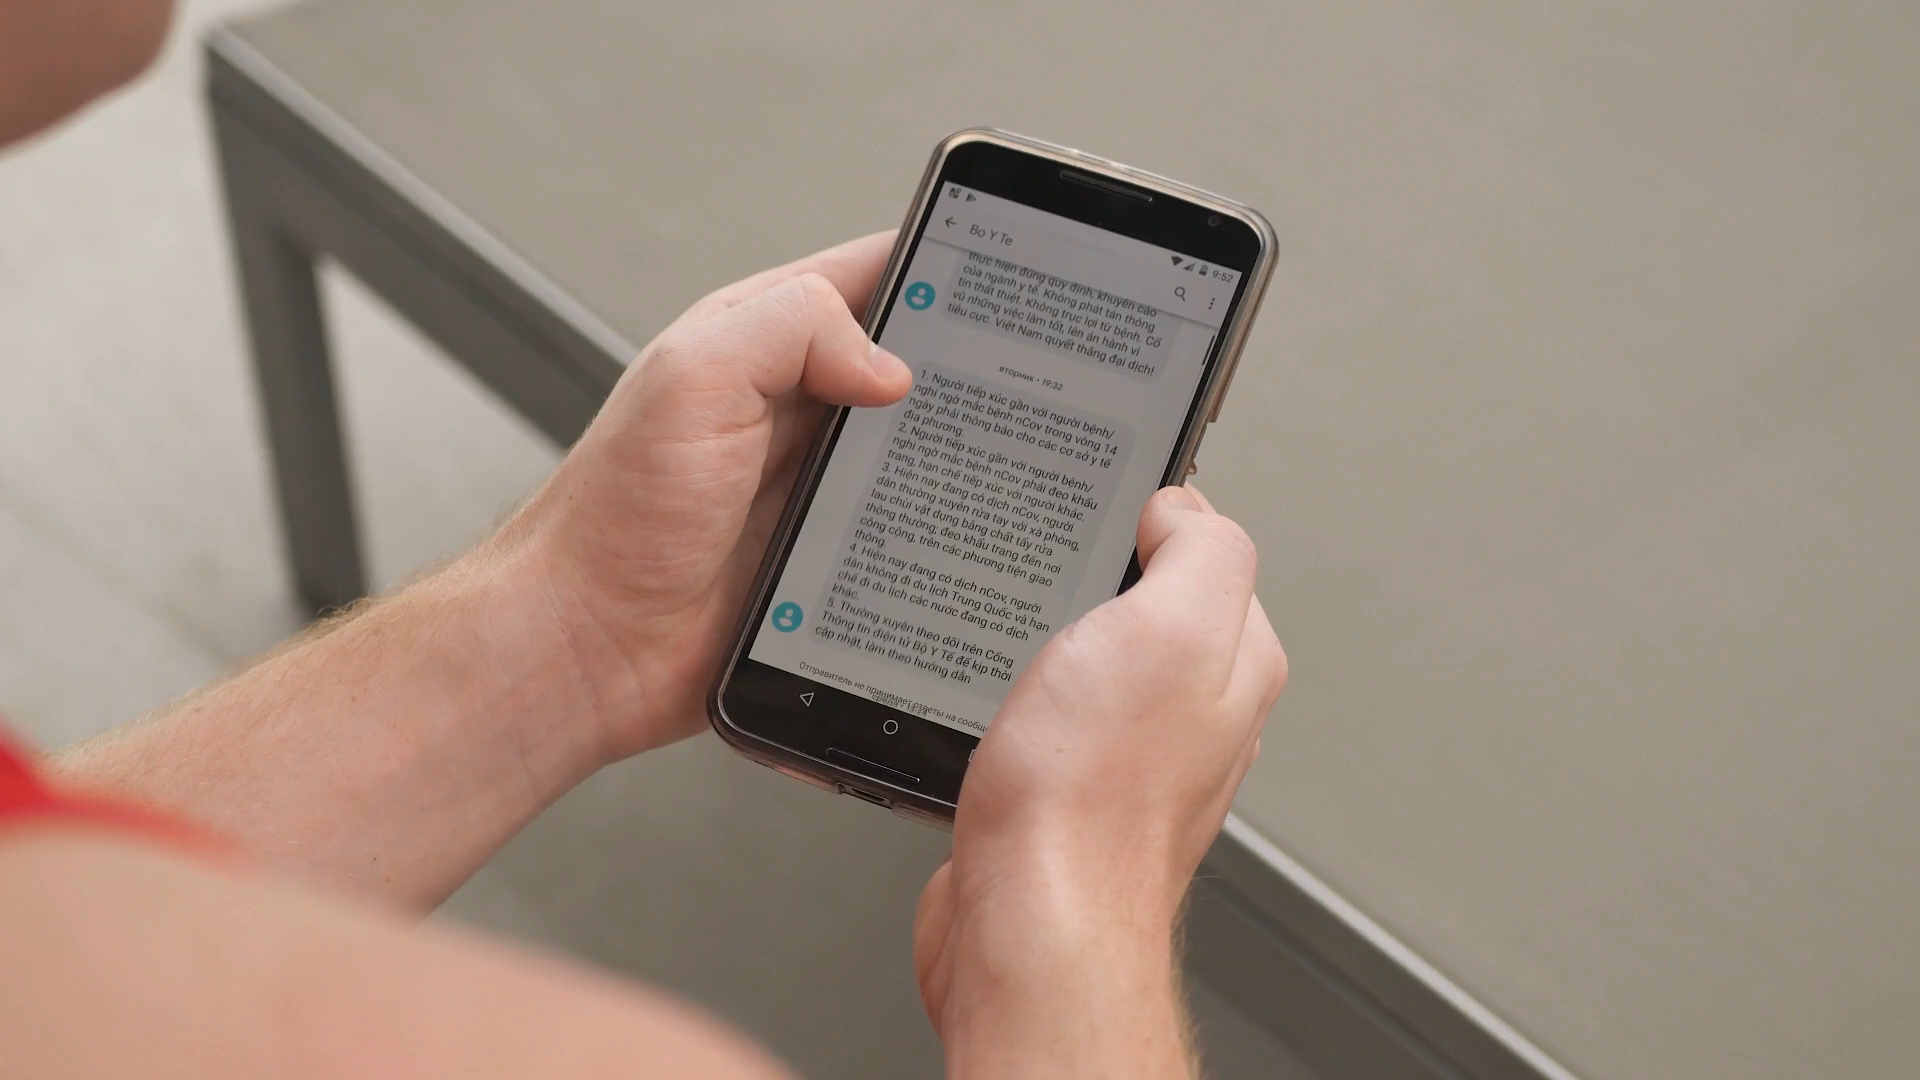 9:52
Bo Y Te
thực hiện đúng quy định, khuyến cáo
của ngành y tế. Không phát tán thông
tin thất thiệt. Không trục lợi từ bệnh. Cổ
vũ những việc làm tốt, lên án hành vi
tiêu cực. Việt Nam quyết thắng đại dịch!
вторник • 19:32
1. Người tiếp xúc gần với người bệnh/
nghi ngờ mắc bệnh nCov trong vòng 14
ngày phải thông báo cho các cơ sở y tế
địa phương.
2. Người tiếp xúc gần với người bệnh/
nghi ngờ mắc bệnh nCov phải đeo khẩu
trang, hạn chế tiếp xúc với người khác.
3. Hiện nay đang có dịch nCov, người
dân thường xuyên rửa tay với xà phòng,
lau chùi vật dụng bằng chất tẩy rửa
thông thường; đeo khẩu trang đến nơi
công cộng, trên các phương tiện giao
thông.
4. Hiện nay đang có dịch nCov, người
dân không đi du lịch Trung Quốc và hạn
chế đi du lịch các nước đang có dịch
khác.
5. Thường xuyên theo dõi trên Cổng
Thông tin điện tử Bộ Y Tế để kịp thời
cập nhật, làm theo hướng dẫn
Отправитель не принимает ответы на сообще